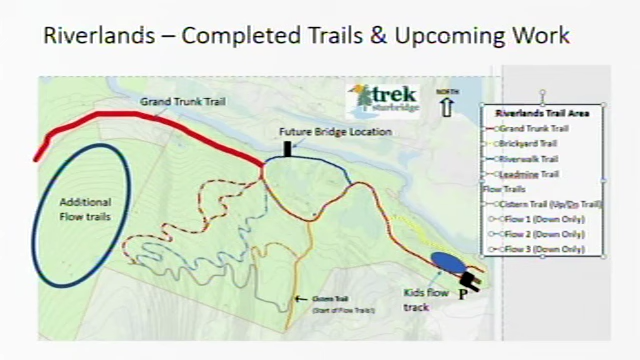 Riverlands – Completed Trails & Upcoming Work
trek
sturbridge
NORTH
Grand Trunk Trail
Future Bridge Location
Additional
Flow trails
Kids flow
track
P
Cistern Trail
(Start of Flow Trails)
Riverlands Trail Area
Grand Trunk Trail
Brickyard Trail
Riverwalk Trail
Leadmine Trail
Flow Trails
Cistern Trail (Up/Dn Trail)
Flow 1 (Down Only)
Flow 2 (Down Only)
Flow 3 (Down Only)